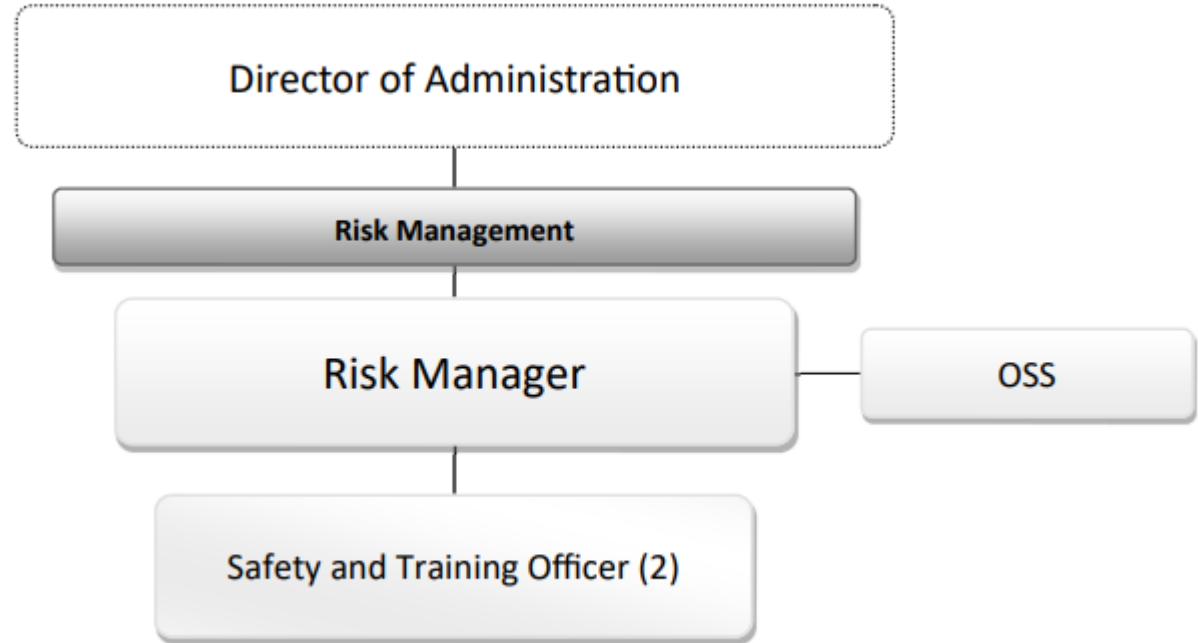 Director of Administration
Risk Management
Risk Manager
OSS
Safety and Training Officer (2)